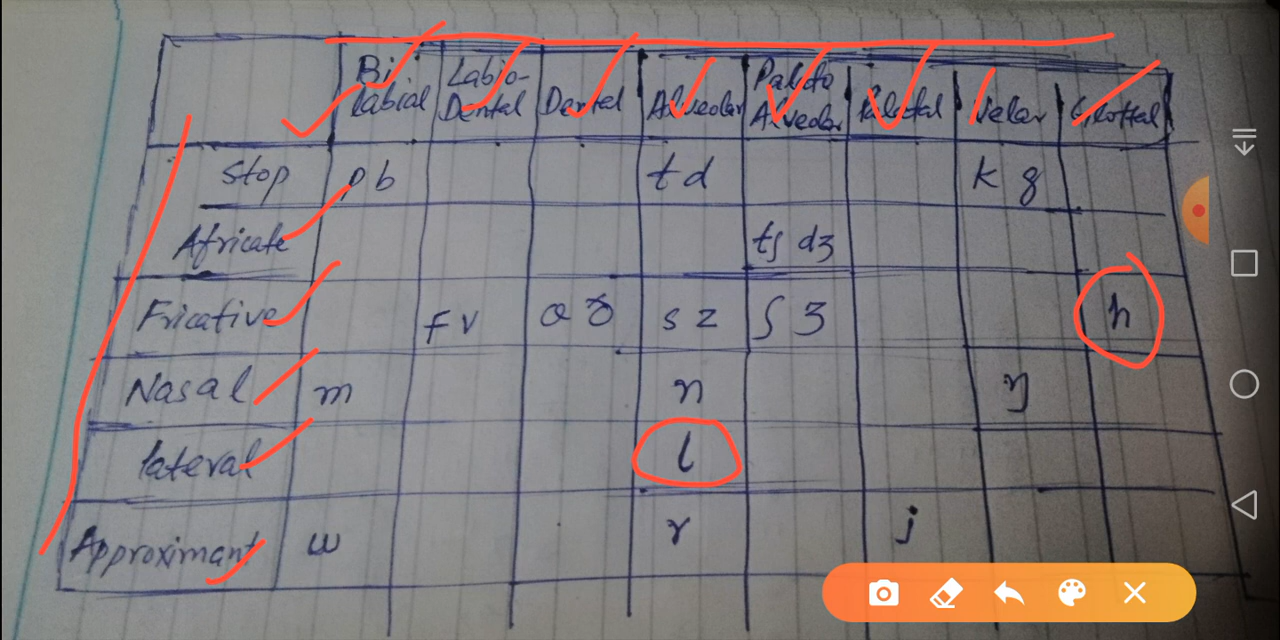 Bi Labio- Palato
labial Dental Dental Alveolar Alveolar Palatal Velar Glottal
Stop p b t d k g
Africate tʃ dʒ
Fricative f v θ ð s z ʃ ʒ h
Nasal m n ŋ
lateral l
Approximant w r j